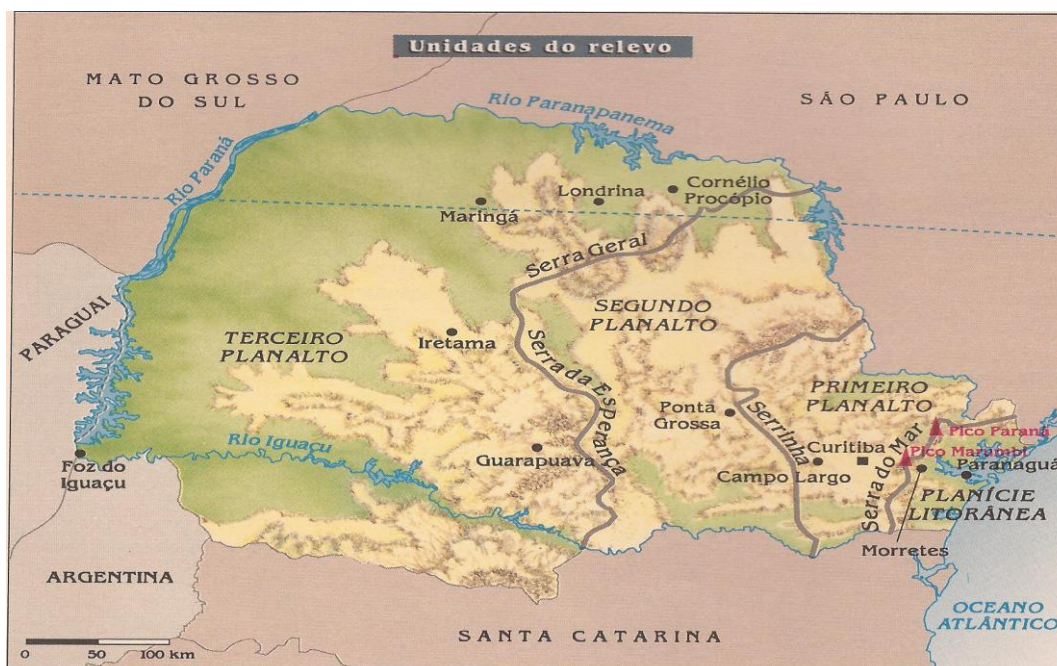 Unidades do relevo
MATO GROSSO
DO SUL
SÃO PAULO
Rio Paranapanema
Rio Paraná
Londrina
Cornélio
Procópio
Maringá
Serra Geral
SEGUNDO
PLANALTO
PARAGUAI
TERCEIRO
PLANALTO
Iretama
Serra da Esperança
PRIMEIRO
PLANALTO
Ponta
Grossa
Serrinha
Serra do Mar
Pico Paraná
Pico Marumbi
Curitiba
Paranaguá
Rio Iguaçu
Guarapuava
Foz do
Iguaçu
Campo Largo
PLANÍCIE
LITORÂNEA
Morretes
ARGENTINA
OCEANO
ATLÂNTICO
SANTA CATARINA
0 50 100 km